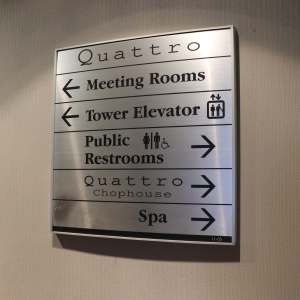 Quattro
Meeting Rooms
Tower Elevator
Public
Restrooms
Quattro
Chophouse
Spa